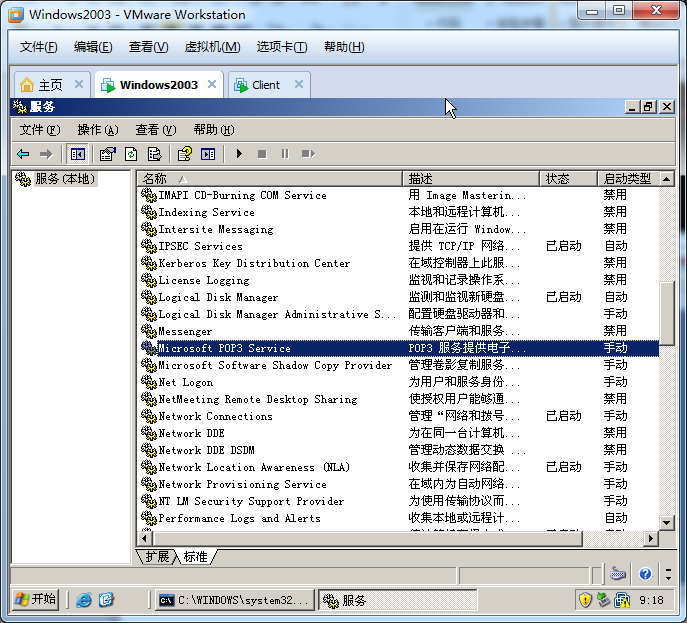 Windows2003 - VMware Workstation
文件(F) 编辑(E) 查看(V) 虚拟机(M) 选项卡(T) 帮助(H)
主页 Windows2003 Client
服务
文件(F) 操作(A) 查看(V) 帮助(H)
服务(本地)
名称 描述 状态 启动类型
IMAPI CD-Burning COM Service 用 Image Masterin... 禁用
Indexing Service 本地和远程计算机... 禁用
Intersite Messaging 启用在运行 Window... 禁用
IPSEC Services 提供 TCP/IP 网络... 已启动 自动
Kerberos Key Distribution Center 在域控制器上此服... 禁用
License Logging 监视和记录操作系... 禁用
Logical Disk Manager 监测和监视新硬盘... 已启动 自动
Logical Disk Manager Administrative S... 配置硬盘驱动器和... 手动
Messenger 传输客户端和服务... 禁用
Microsoft POP3 Service POP3 服务提供电子... 手动
Microsoft Software Shadow Copy Provider 管理卷影复制服务... 手动
Net Logon 为用户和服务身份... 手动
NetMeeting Remote Desktop Sharing 使授权用户能够通... 禁用
Network Connections 管理“网络和拨号... 已启动 手动
Network DDE 为在同一台计算机... 禁用
Network DDE DSDM 管理动态数据交换 ... 禁用
Network Location Awareness (NLA) 收集并保存网络配... 已启动 手动
Network Provisioning Service 在域内为自动网络... 手动
NT LM Security Support Provider 为使用传输协议而... 手动
Performance Logs and Alerts 收集本地或远程计... 自动
扩展 标准
开始 C:\WINDOWS\system32... 服务 9:18